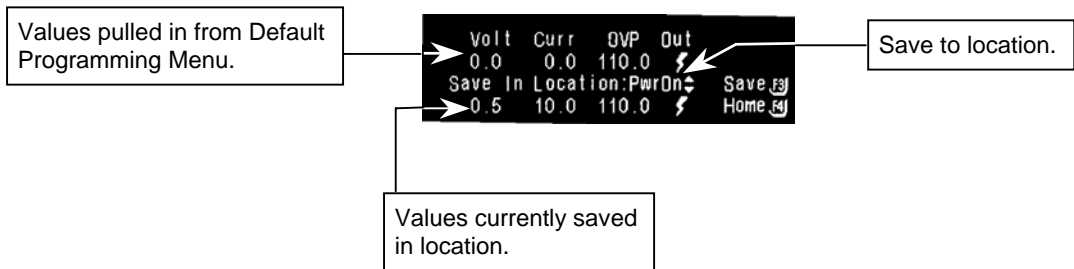 Values pulled in from Default
Programming Menu.
Volt Curr OVP Out
0.0 0.0 110.0
Save In Location:PwrOn Save F3
0.5 10.0 110.0 Home F4
Save to location.
Values currently saved
in location.